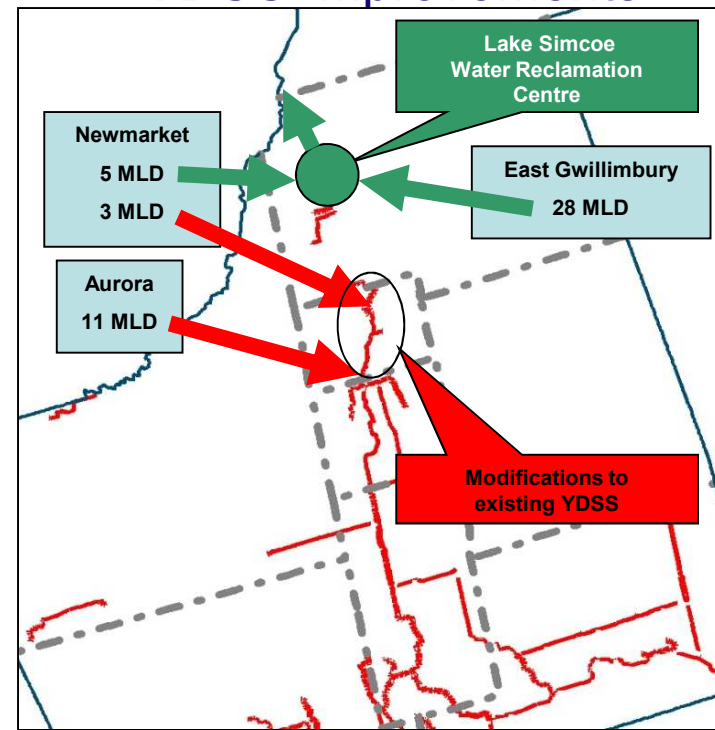 Lake Simcoe
Water Reclamation
Centre
Newmarket
5 MLD
3 MLD
East Gwillimbury
28 MLD
Aurora
11 MLD
Modifications to
existing YDSS